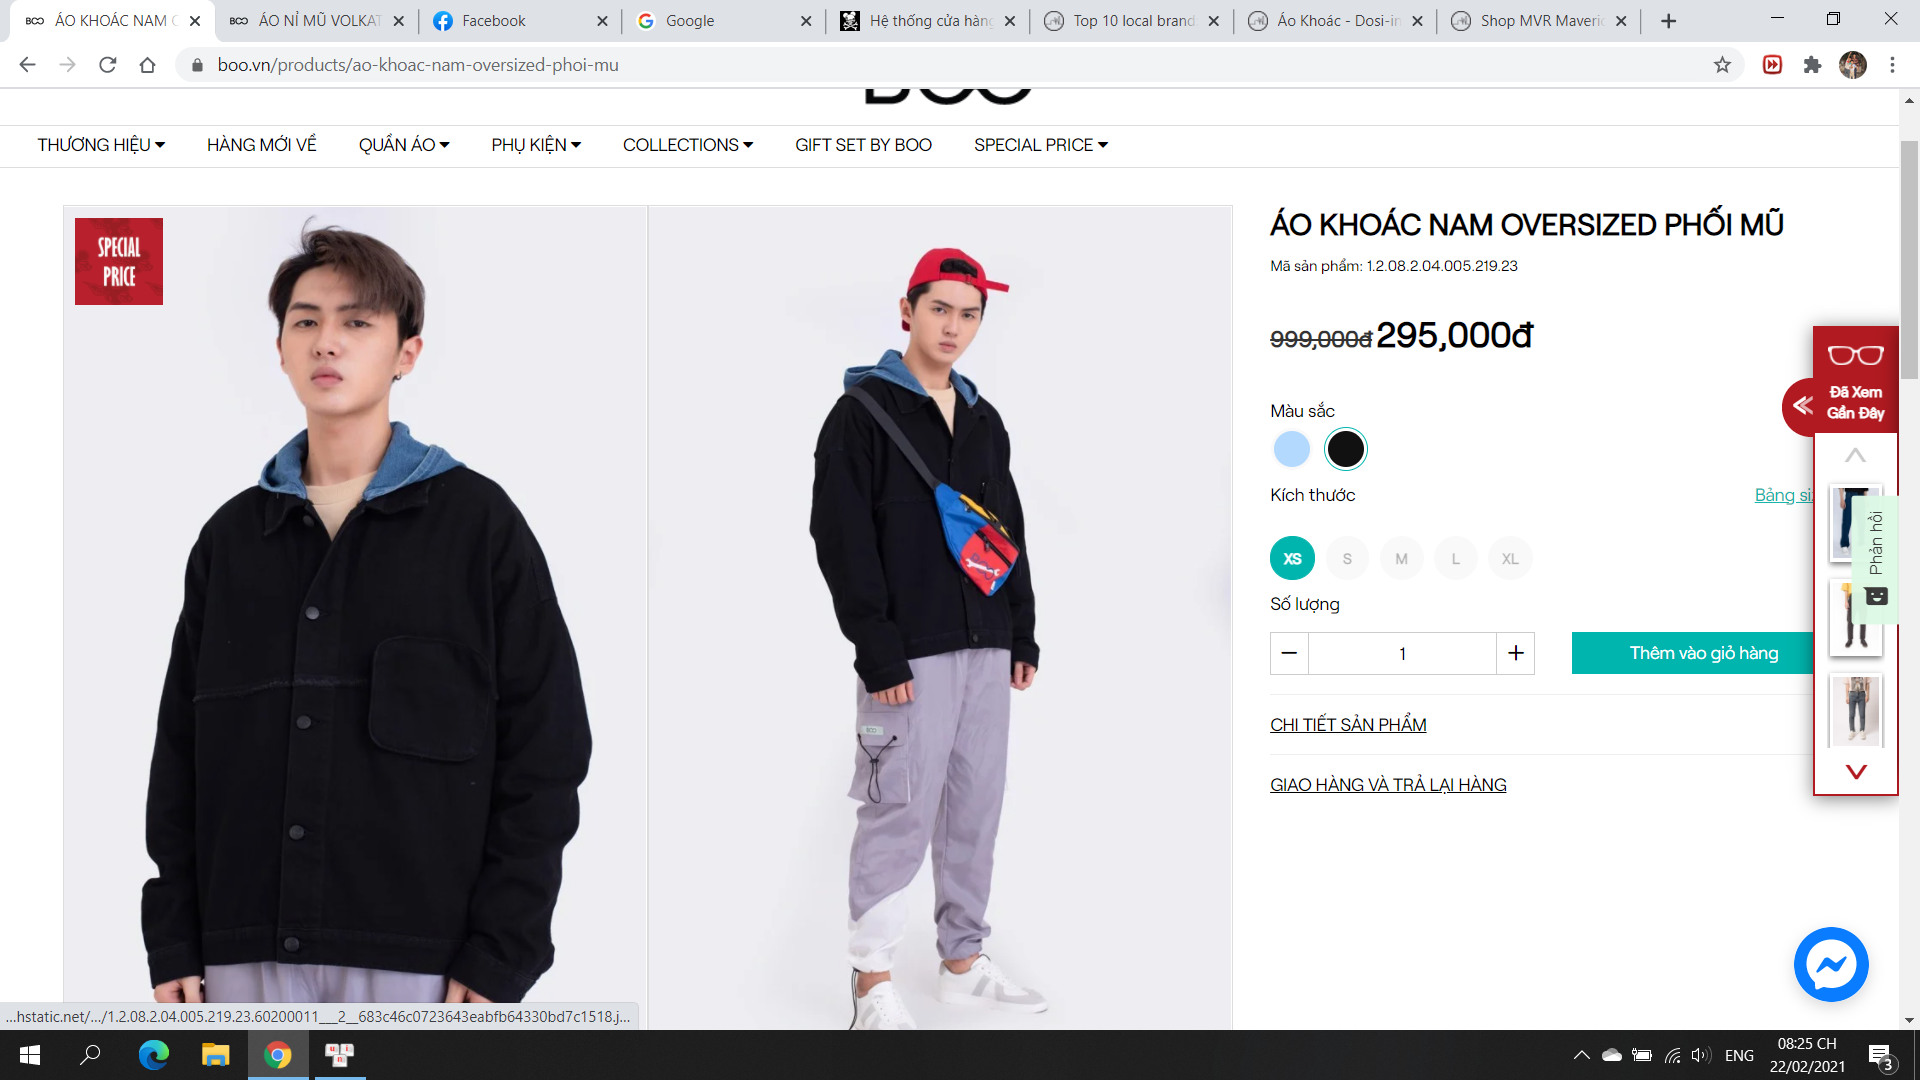 BOO ÁO KHOÁC NAM O
BOO ÁO NỈ MŨ VOLKAT
Facebook
Google
Hệ thống cửa hàng
Top 10 local brand
Áo Khoác - Dosi-in
Shop MVR Maveric
boo.vn/products/ao-khoac-nam-oversized-phoi-mu
BOO
THƯƠNG HIỆU
HÀNG MỚI VỀ
QUẦN ÁO
PHỤ KIỆN
COLLECTIONS
GIFT SET BY BOO
SPECIAL PRICE
SPECIAL
PRICE
ÁO KHOÁC NAM OVERSIZED PHỐI MŨ
Mã sản phẩm: 1.2.08.2.04.005.219.23
999,000đ 295,000đ
Đã Xem
Gần Đây
Màu sắc
Kích thước
Bảng si
XS S M L XL
Phản hồi
Số lượng
1
Thêm vào giỏ hàng
CHI TIẾT SẢN PHẨM
GIAO HÀNG VÀ TRẢ LẠI HÀNG
BOO
...hstatic.net/.../1.2.08.2.04.005.219.23.60200011___2__683c46c0723643eabfb64330bd7c1518.j...
ENG
08:25 CH
22/02/2021
3